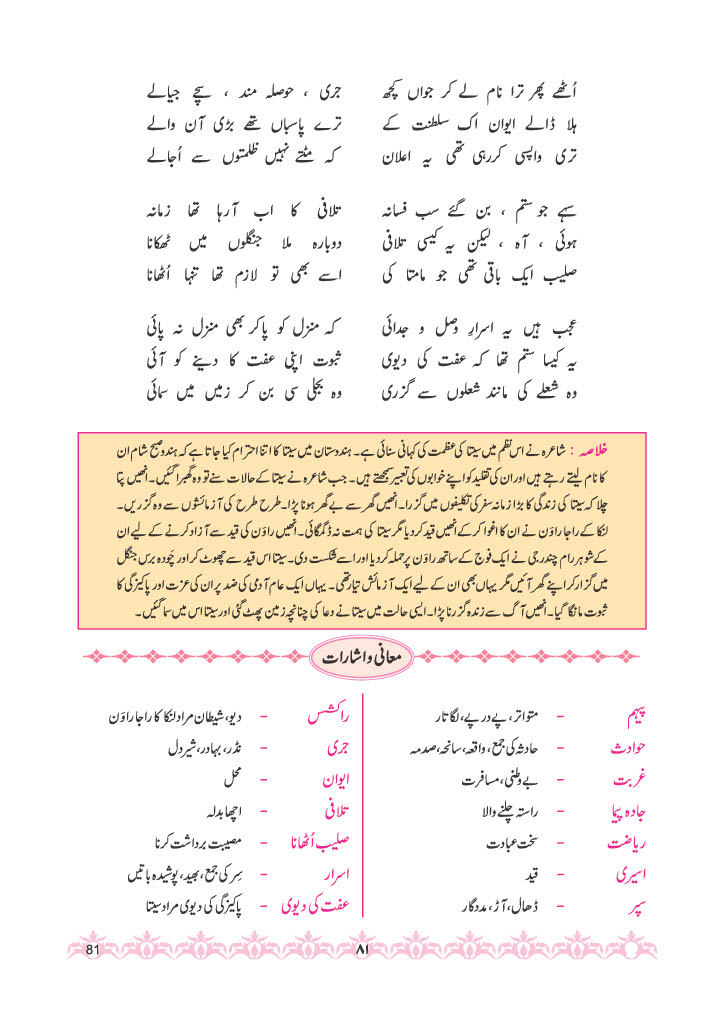 اُٹھے پھر ترا نام لے کر جواں کچھ جری ، حوصلہ مند ، سچے جیالے
ہلا ڈالے ایوان اک سلطنت کے ترے پاسباں تھے بڑی آن والے
تری واپسی کررہی تھی یہ اعلان کہ مٹتے نہیں ظلمتوں سے اُجالے
سہے جو ستم ، بن گئے سب فسانہ تلافی کا اب آرہا تھا زمانہ
ہوئی ، آہ ، لیکن یہ کیسی تلافی دوبارہ ملا جنگلوں میں ٹھکانا
صلیب ایک باقی تھی جو مامتا کی اسے بھی تو لازم تھا تنہا اُٹھانا
عجب ہیں یہ اسرارِ وصل و جدائی کہ منزل کو پاکر بھی منزل نہ پائی
یہ کیسا ستم تھا کہ عفت کی دیوی ثبوت اپنی عفت کا دینے کو آئی
وہ شعلے کی مانند شعلوں سے گزری وہ بجلی سی بن کر زمیں میں سمائی
خلاصہ : شاعرہ نے اس نظم میں سیتا کی عظمت کی کہانی سنائی ہے۔ ہندوستان میں سیتا کا اتنا احترام کیا جاتا ہے کہ ہندو صبح شام ان
کا نام لیتے رہتے ہیں اور ان کی تقلید کو اپنے خوابوں کی تعبیر سمجھتے ہیں۔ جب شاعرہ نے سیتا کے حالات سنے تو وہ گھبرا گئیں۔ انھیں پتا
چلا کہ سیتا کی زندگی کا بڑا زمانہ سفر کی تکلیفوں میں گزرا۔ انھیں گھر سے بے گھر ہونا پڑا۔ طرح طرح کی آزمائشوں سے وہ گزریں۔
لنکا کے راجا راوَن نے ان کا اغوا کر کے انھیں قید کر دیا مگر سیتا کی ہمت نہ ڈگمگائی۔ انھیں راوَن کی قید سے آزاد کرنے کے لیے ان
کے شوہر رام چندر جی نے ایک فوج کے ساتھ راوَن پر حملہ کر دیا اور اسے شکست دی۔ سیتا اس قید سے چھوٹ کر اور چودہ برس جنگل
میں گزار کر اپنے گھر آئیں مگر یہاں بھی ان کے لیے ایک آزمائش تیار تھی۔ یہاں ایک عام آدمی کی ضد پر ان کی عزت اور پاکیزگی کا
ثبوت مانگا گیا۔ انھیں آگ سے زندہ گزرنا پڑا۔ ایسی حالت میں سیتا نے دعا کی چنانچہ زمین پھٹ گئی اور سیتا اس میں سما گئیں۔
معانی و اشارات
پیہم - متواتر، پے در پے، لگاتار
حوادث - حادثہ کی جمع، واقعہ، سانحہ، صدمہ
غربت - بے وطنی، مسافرت
جادہ پیما - راستہ چلنے والا
ریاضت - سخت عبادت
اسیری - قید
سپر - ڈھال، آڑ، مددگار
راکشس - دیو، شیطان مراد لنکا کا راجا راوَن
جری - نڈر، بہادر، شیردل
ایوان - محل
تلافی - اچھا بدلہ
صلیب اُٹھانا - مصیبت برداشت کرنا
اسرار - سِر کی جمع، بھید، پوشیدہ باتیں
عفت کی دیوی - پاکیزگی کی دیوی مراد سیتا
81
۸۱